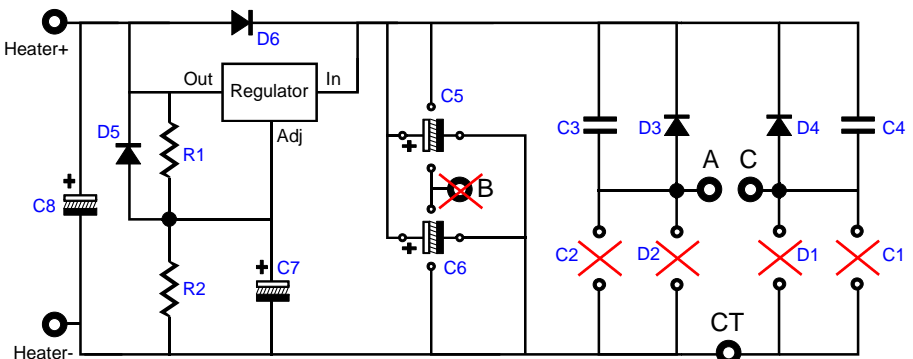 Heater+
D6
Out
Regulator
In
Adj
D5
R1
C8
R2
C7
C5
B
C6
C3
D3
D4
C4
A
C
C2
D2
D1
C1
CT
Heater-